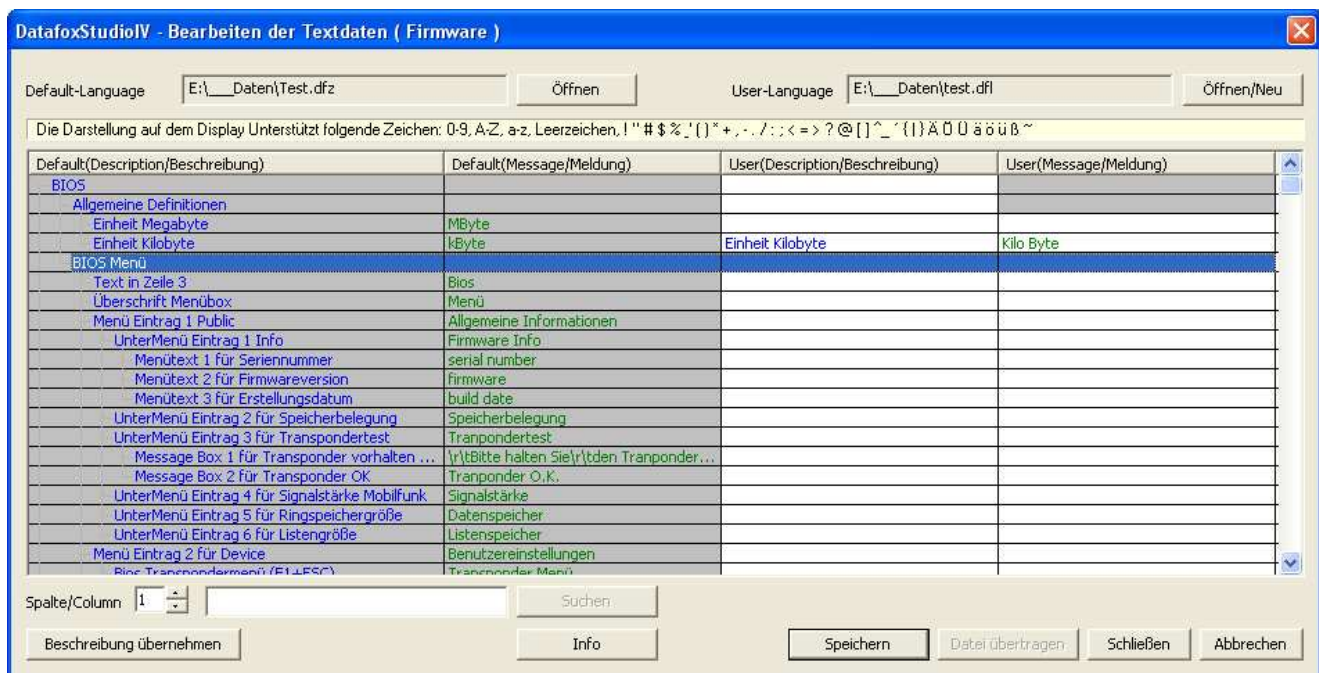 DatafoxStudioIV - Bearbeiten der Textdaten ( Firmware )
Default-Language E:\___Daten\Test.dfz Öffnen User-Language E:\___Daten\test.dfl Öffnen/Neu
Die Darstellung auf dem Display Unterstützt folgende Zeichen: 0-9, A-Z, a-z, Leerzeichen, ! " # $ % ,'( ) * + , - . / : ; < = > ? @ [ ] ^ _ ´ { | } Ä Ö Ü ä ö ü ß ~
Default(Description/Beschreibung) Default(Message/Meldung) User(Description/Beschreibung) User(Message/Meldung)
BIOS
Allgemeine Definitionen
Einheit Megabyte MByte
Einheit Kilobyte kByte Einheit Kilobyte Kilo Byte
BIOS Menü
Text in Zeile 3 Bios
Überschrift Menübox Menü
Menü Eintrag 1 Public Allgemeine Informationen
UnterMenü Eintrag 1 Info Firmware Info
Menütext 1 für Seriennummer serial number
Menütext 2 für Firmwareversion firmware
Menütext 3 für Erstellungsdatum build date
UnterMenü Eintrag 2 für Speicherbelegung Speicherbelegung
UnterMenü Eintrag 3 für Transpondertest Tranpondertest
Message Box 1 für Transponder vorhalten ... \r\tBitte halten Sie\r\tden Tranponder...
Message Box 2 für Transponder OK Tranponder O.K.
UnterMenü Eintrag 4 für Signalstärke Mobilfunk Signalstärke
UnterMenü Eintrag 5 für Ringspeichergröße Datenspeicher
UnterMenü Eintrag 6 für Listengröße Listenspeicher
Menü Eintrag 2 für Device Benutzereinstellungen
Bios Transpondermenü (F1+ESC) Transponder Menü
Spalte/Column 1 Suchen
Beschreibung übernehmen Info Speichern Datei übertragen Schließen Abbrechen